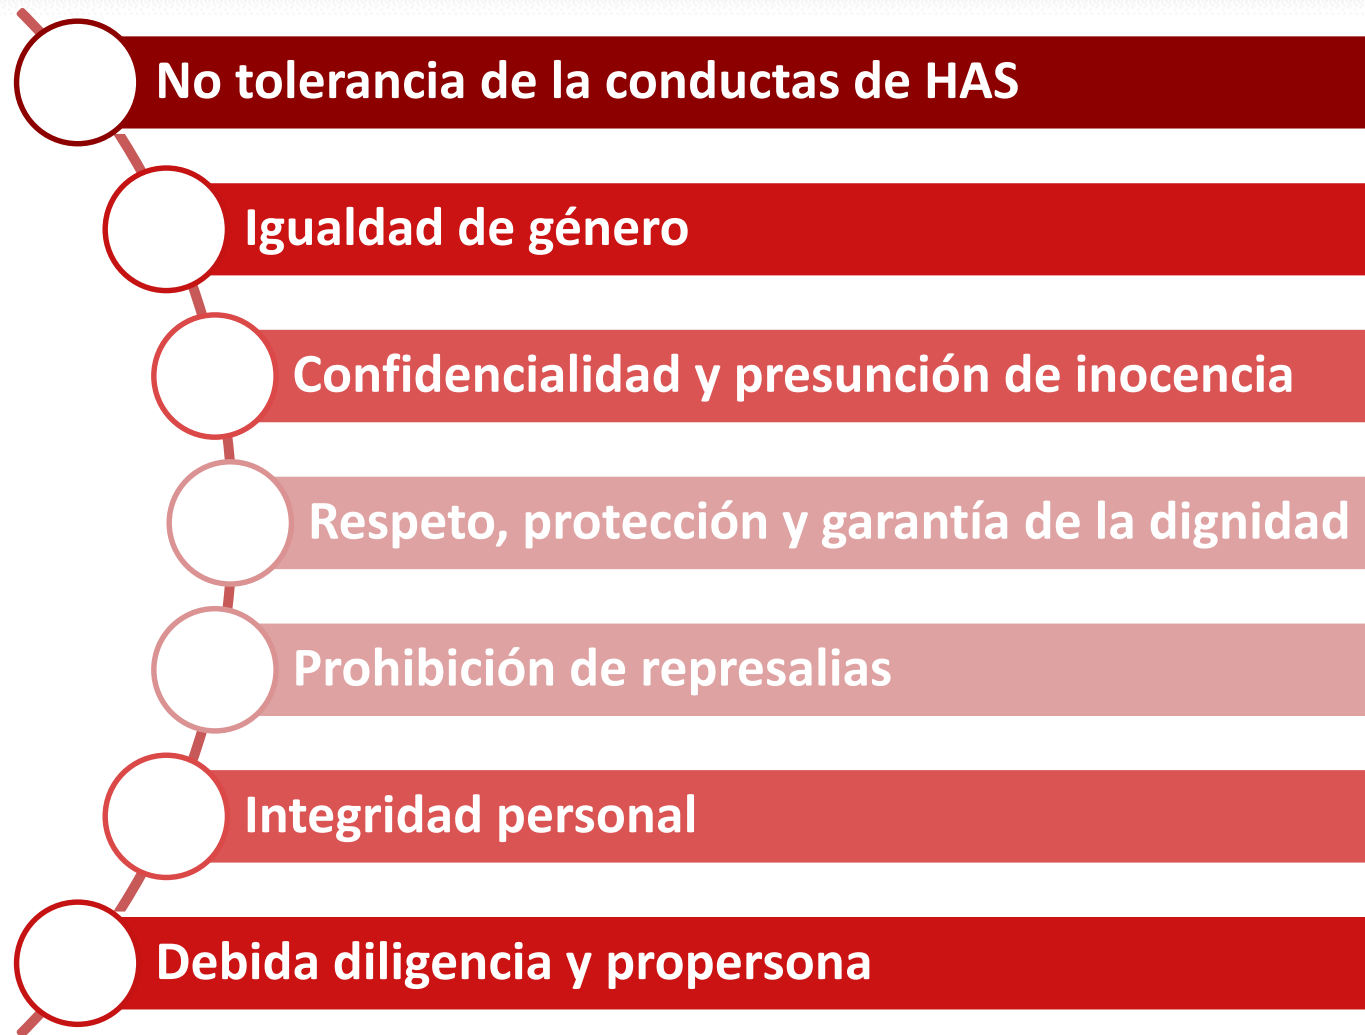 No tolerancia de la conductas de HAS
Igualdad de género
Confidencialidad y presunción de inocencia
Respeto, protección y garantía de la dignidad
Prohibición de represalias
Integridad personal
Debida diligencia y propersona